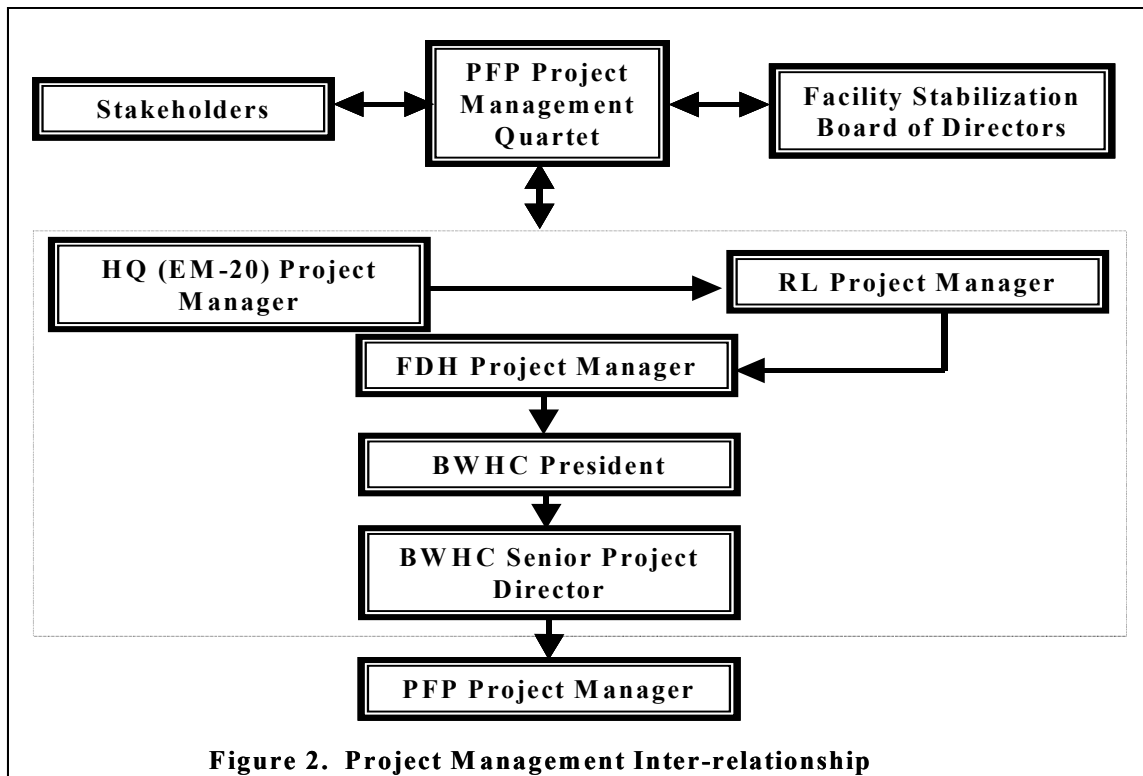 Stakeholders
PFP Project
Management
Quartet
Facility Stabilization
Board of Directors
HQ (EM-20) Project
Manager
RL Project Manager
FDH Project Manager
BWHC President
BWHC Senior Project
Director
PFP Project Manager
Figure 2. Project Management Inter-relationship